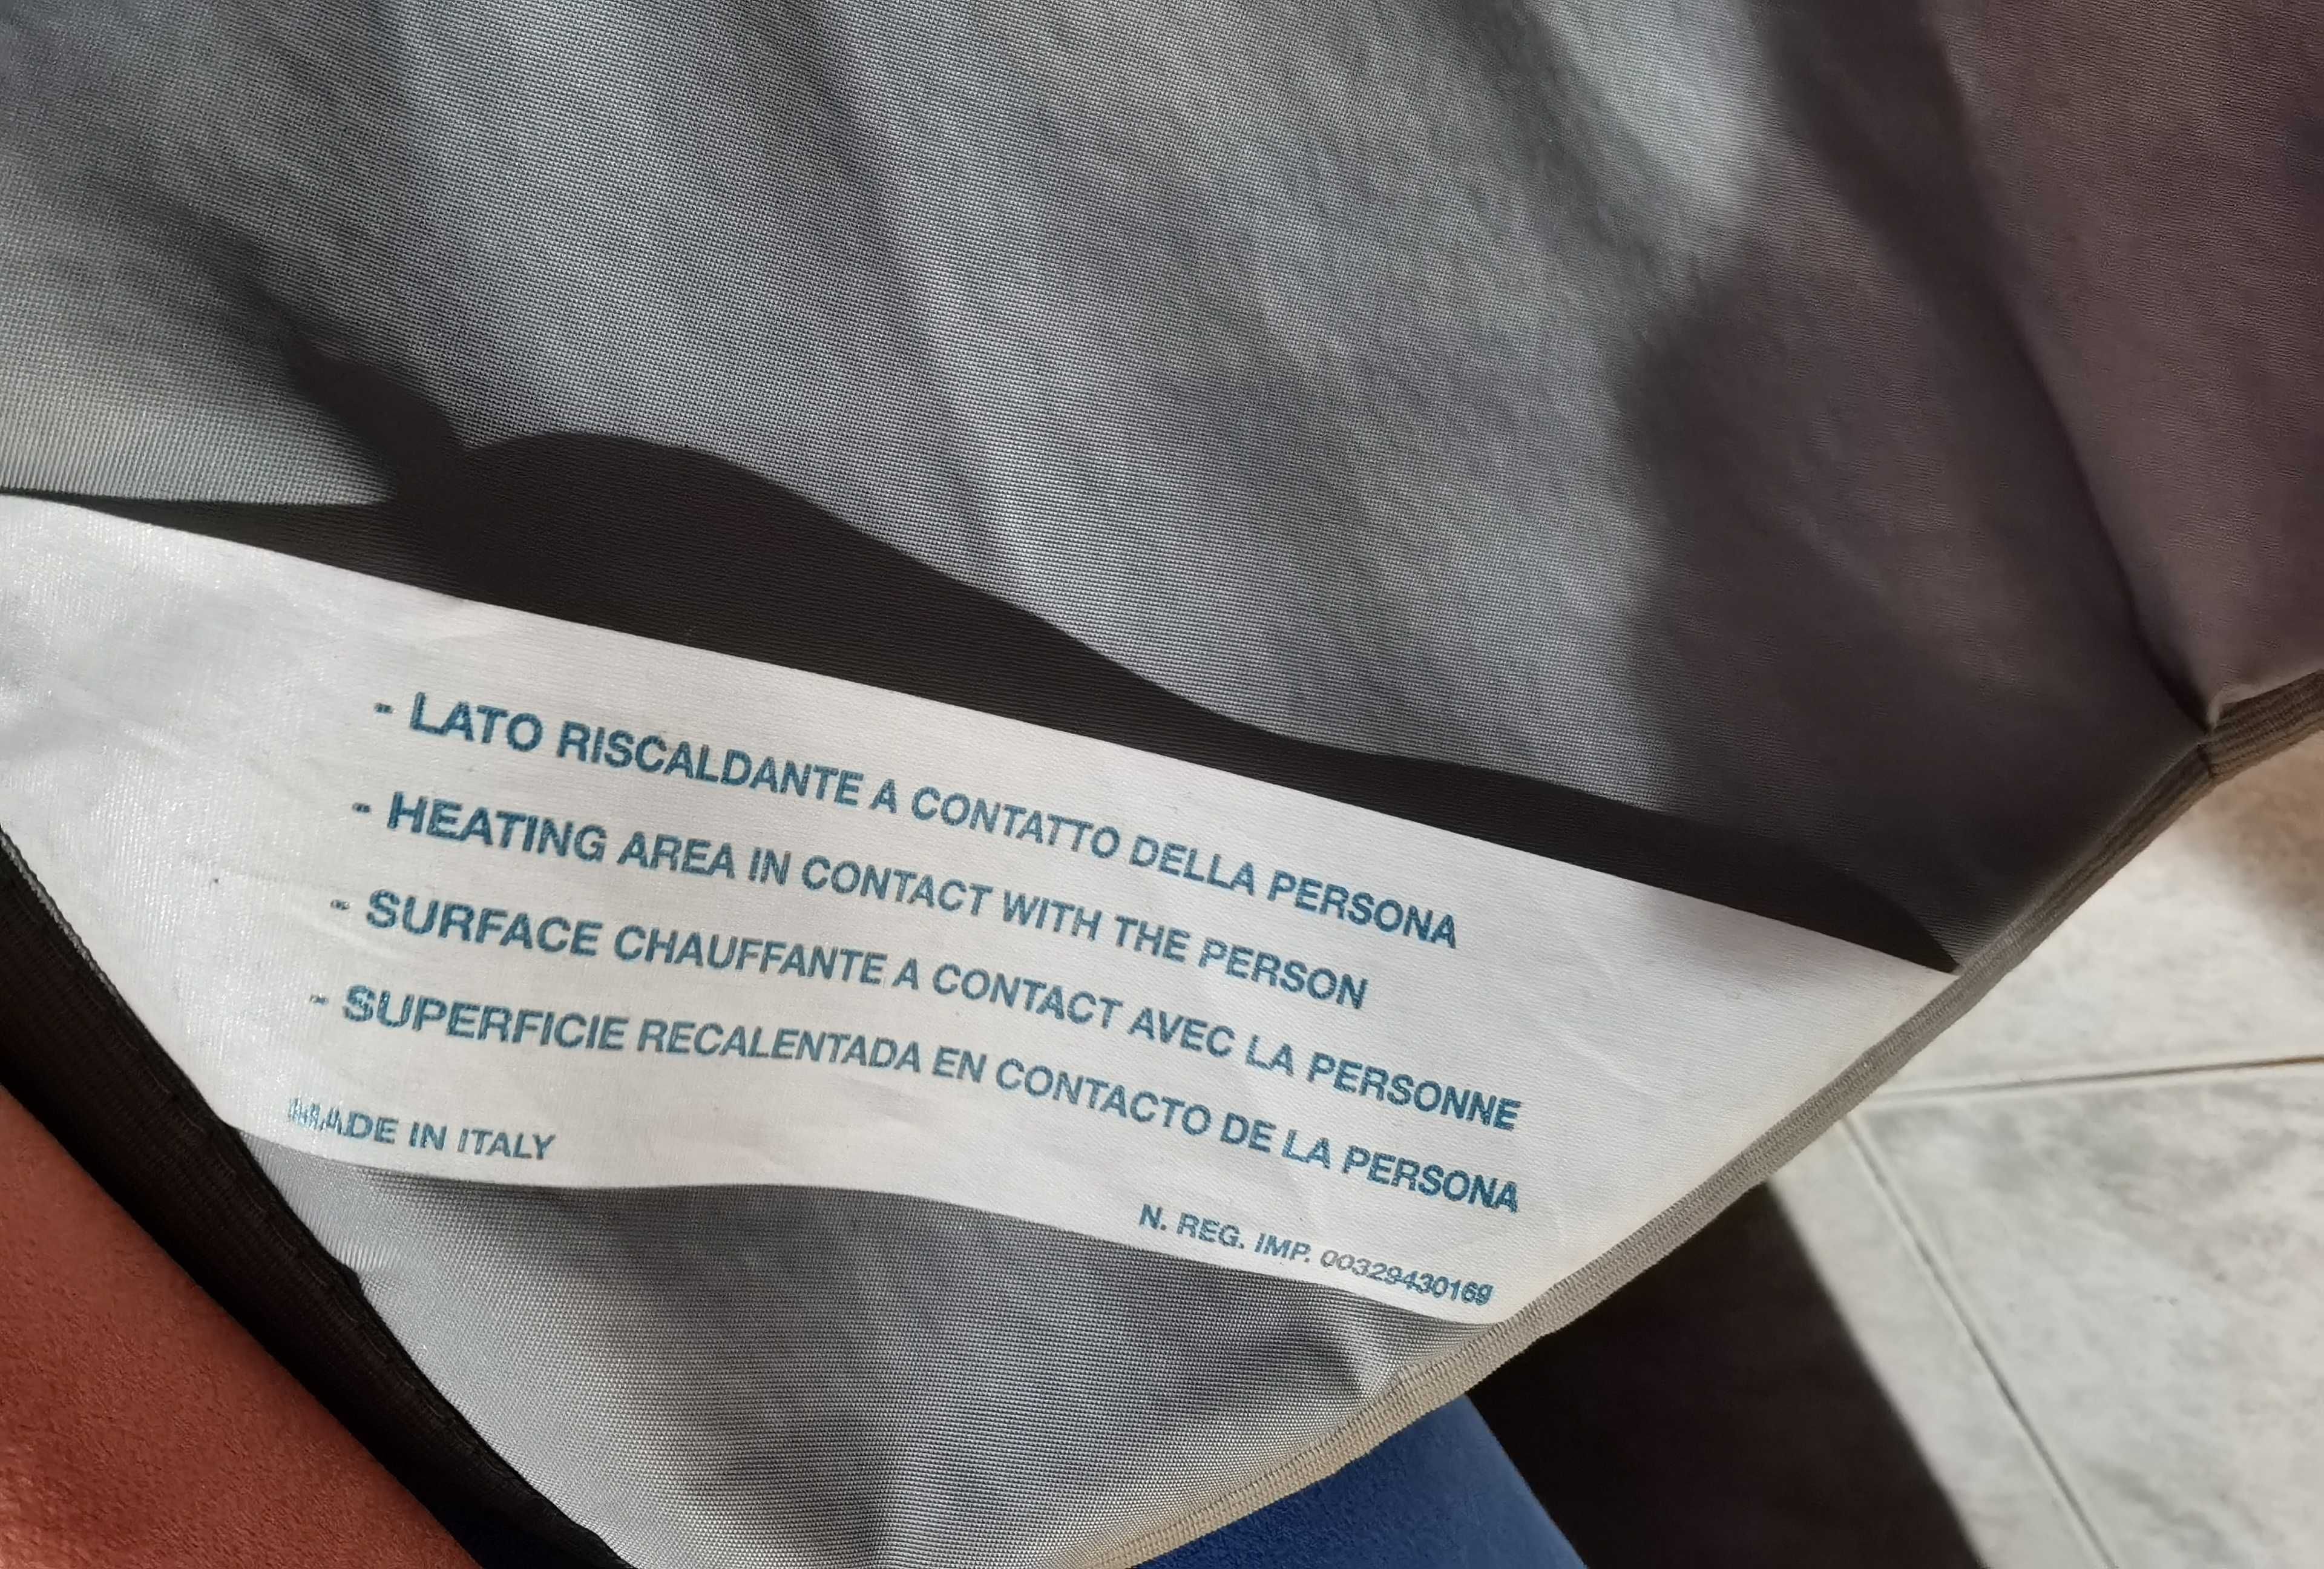 - LATO RISCALDANTE A CONTATTO DELLA PERSONA
- HEATING AREA IN CONTACT WITH THE PERSON
- SURFACE CHAUFFANTE A CONTACT AVEC LA PERSONNE
- SUPERFICIE RECALENTADA EN CONTACTO DE LA PERSONA
MADE IN ITALY
N. REG. IMP. 00329430169